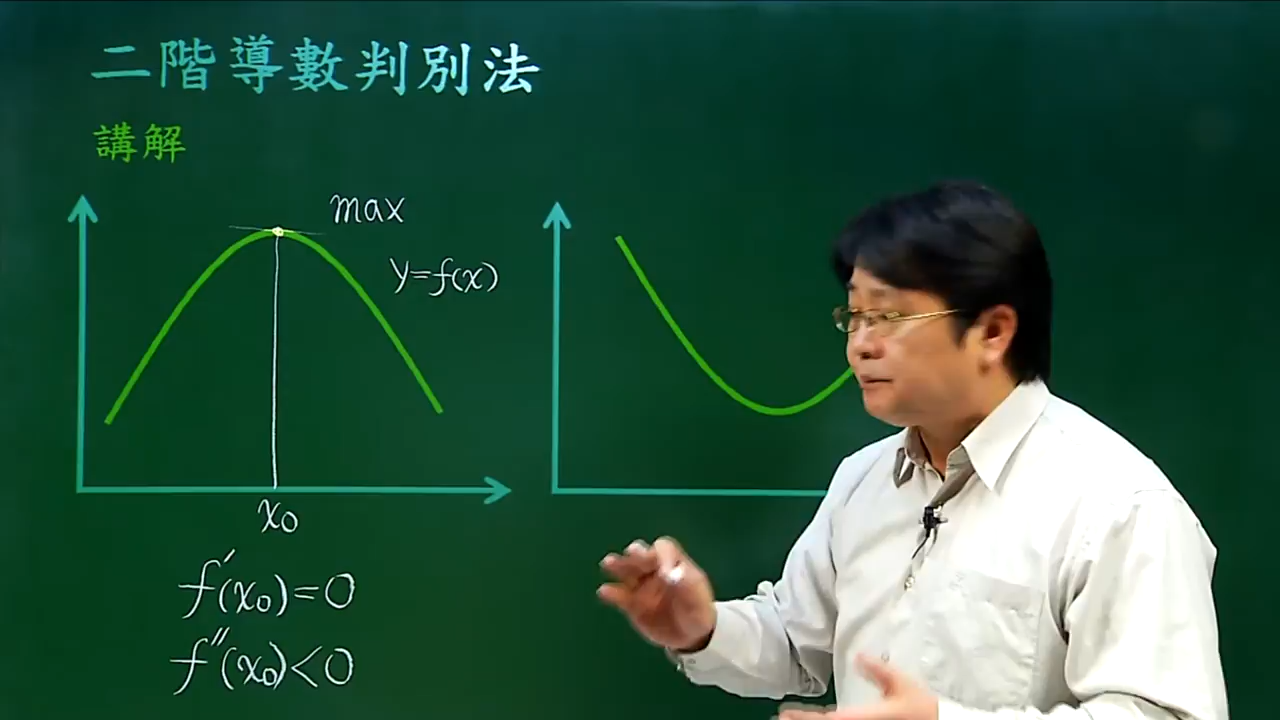 二階導數判別法
講解
max
y=f(x)
x₀
f'(x₀)=0
f''(x₀)<0